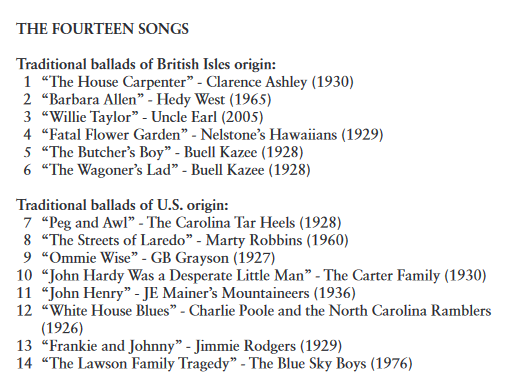 THE FOURTEEN SONGS
Traditional ballads of British Isles origin:
1 “The House Carpenter” - Clarence Ashley (1930)
2 “Barbara Allen” - Hedy West (1965)
3 “Willie Taylor” - Uncle Earl (2005)
4 “Fatal Flower Garden” - Nelstone’s Hawaiians (1929)
5 “The Butcher’s Boy” - Buell Kazee (1928)
6 “The Wagoner’s Lad” - Buell Kazee (1928)
Traditional ballads of U.S. origin:
7 “Peg and Awl” - The Carolina Tar Heels (1928)
8 “The Streets of Laredo” - Marty Robbins (1960)
9 “Ommie Wise” - GB Grayson (1927)
10 “John Hardy Was a Desperate Little Man” - The Carter Family (1930)
11 “John Henry” - JE Mainer’s Mountaineers (1936)
12 “White House Blues” - Charlie Poole and the North Carolina Ramblers
(1926)
13 “Frankie and Johnny” - Jimmie Rodgers (1929)
14 “The Lawson Family Tragedy” - The Blue Sky Boys (1976)